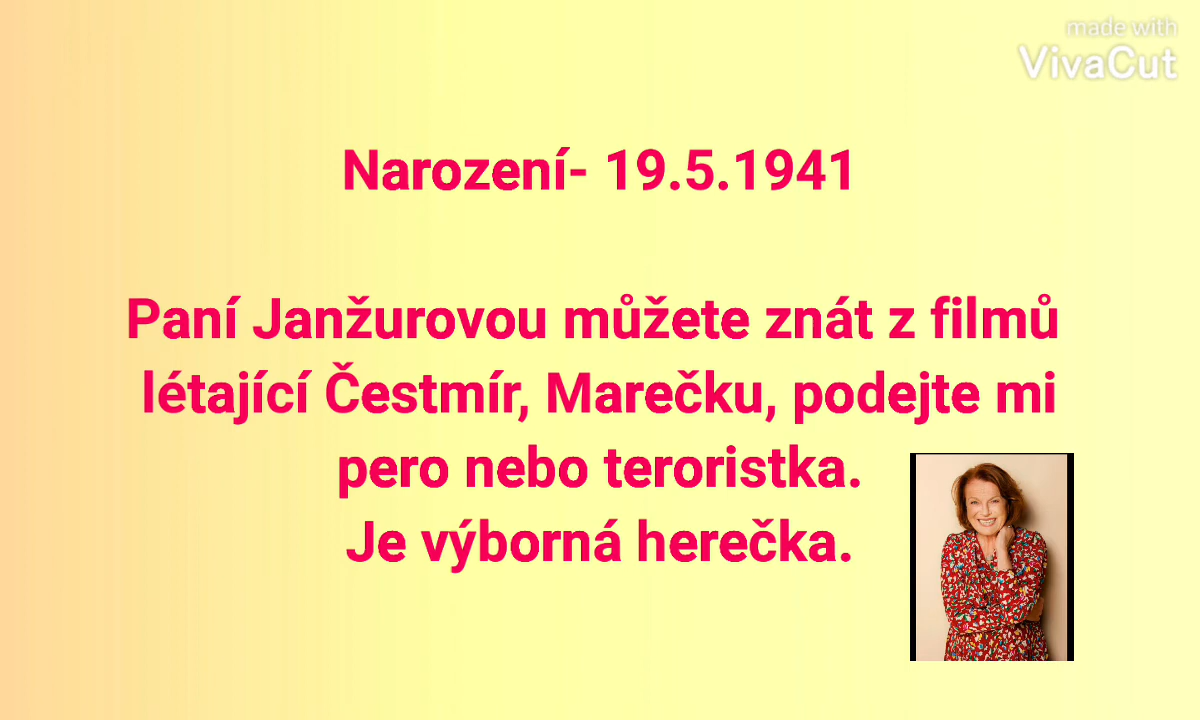 made with
VivaCut
Narození- 19.5.1941
Paní Janžurovou můžete znát z filmů
létající Čestmír, Marečku, podejte mi
pero nebo teroristka.
Je výborná herečka.